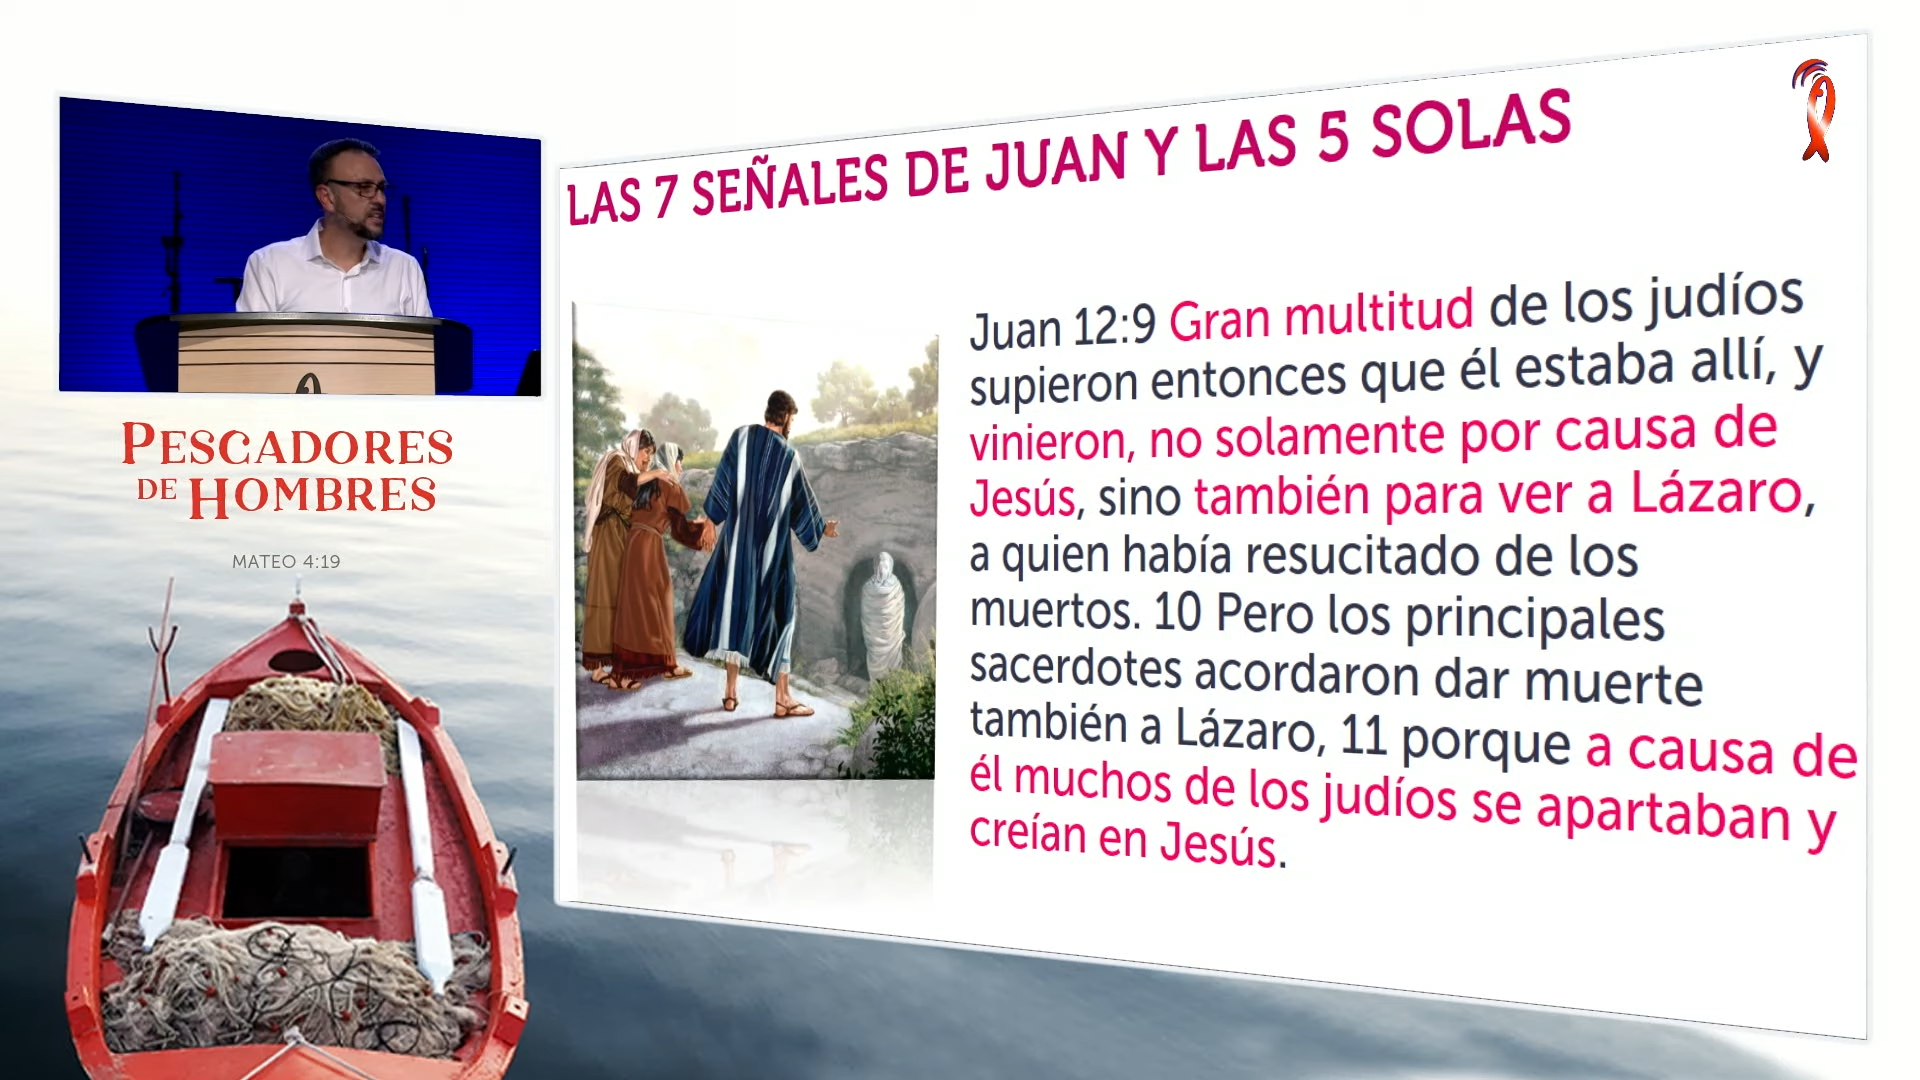 LAS 7 SEÑALES DE JUAN Y LAS 5 SOLAS
PESCADORES
DE HOMBRES
MATEO 4:19
Juan 12:9 Gran multitud de los judíos
supieron entonces que él estaba allí, y
vinieron, no solamente por causa de
Jesús, sino también para ver a Lázaro,
a quien había resucitado de los
muertos. 10 Pero los principales
sacerdotes acordaron dar muerte
también a Lázaro, 11 porque a causa de
él muchos de los judíos se apartaban y
creían en Jesús.